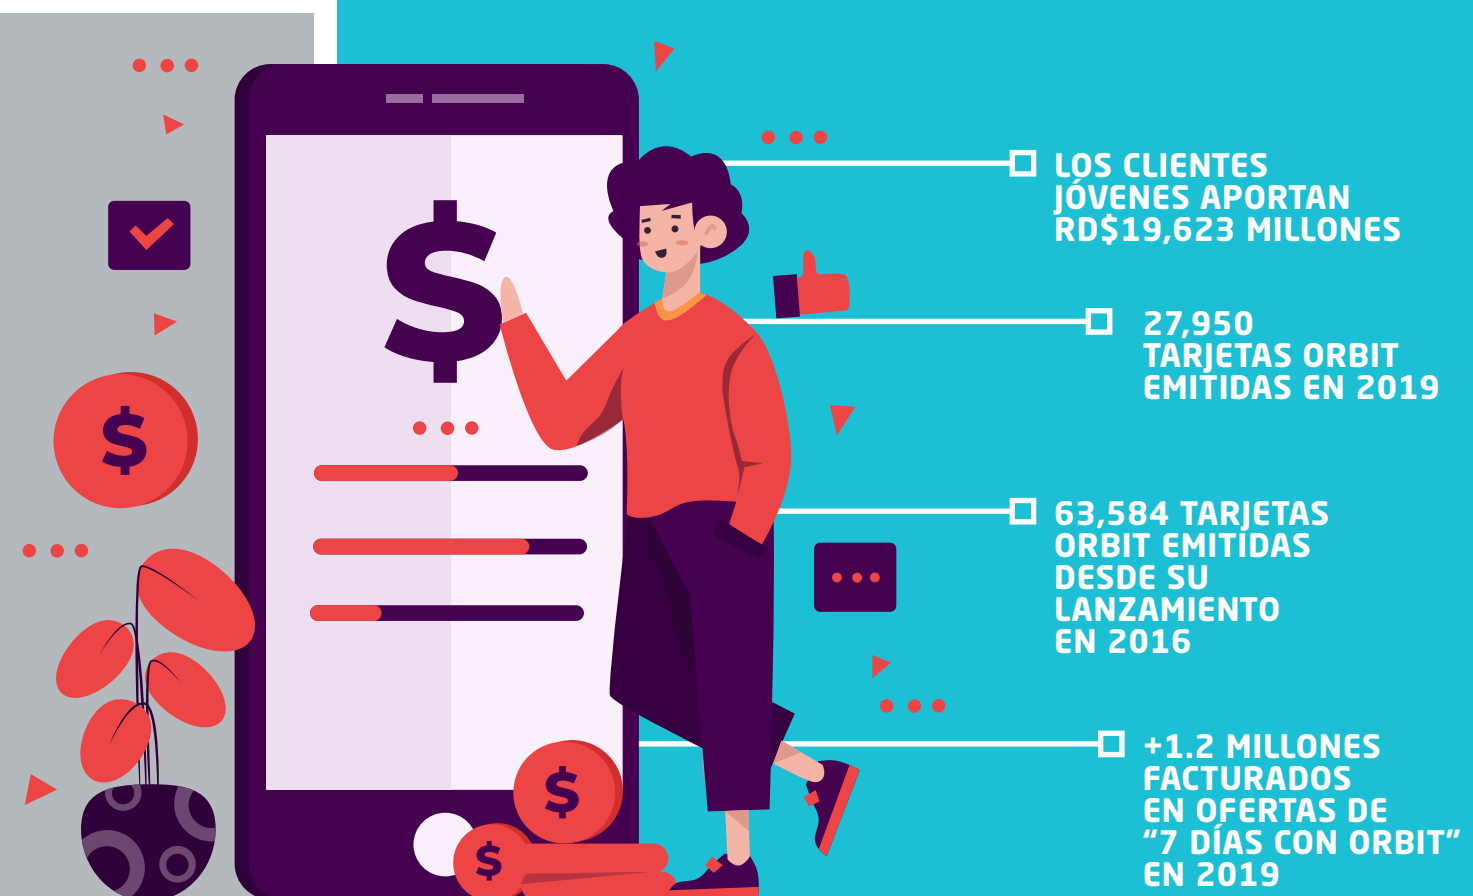 $
$
$
$
LOS CLIENTES
JÓVENES APORTAN
RD$19,623 MILLONES
27,950
TARJETAS ORBIT
EMITIDAS EN 2019
63,584 TARJETAS
ORBIT EMITIDAS
DESDE SU
LANZAMIENTO
EN 2016
+1.2 MILLONES
FACTURADOS
EN OFERTAS DE
“7 DÍAS CON ORBIT”
EN 2019